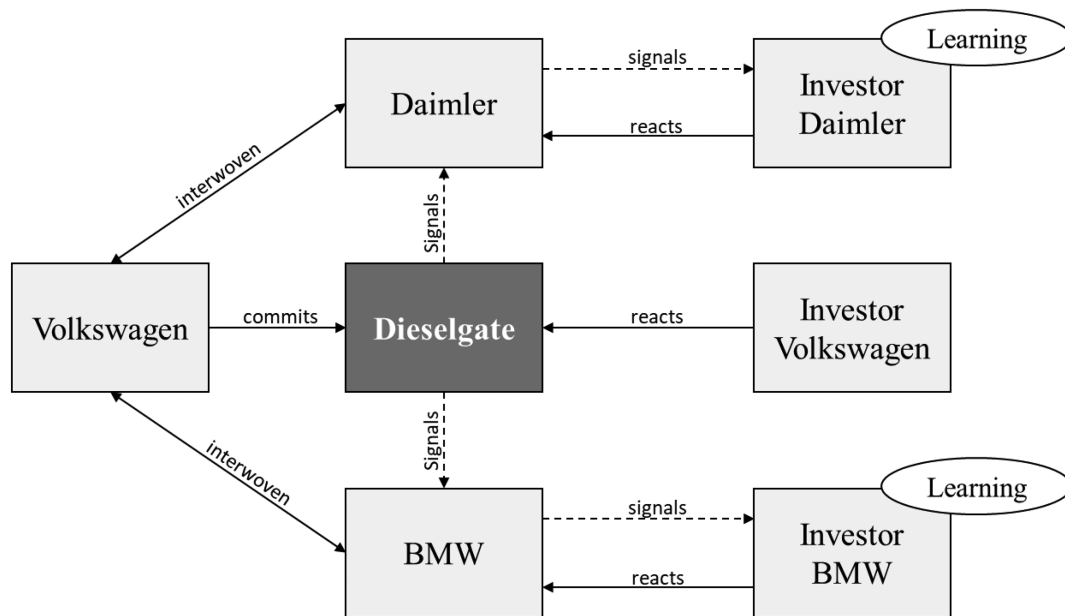 Learning
signals
Daimler
Investor
Daimler
reacts
interwoven
Signals
Volkswagen
commits
Dieselgate
reacts
Investor
Volkswagen
Signals
interwoven
Learning
signals
BMW
Investor
BMW
reacts